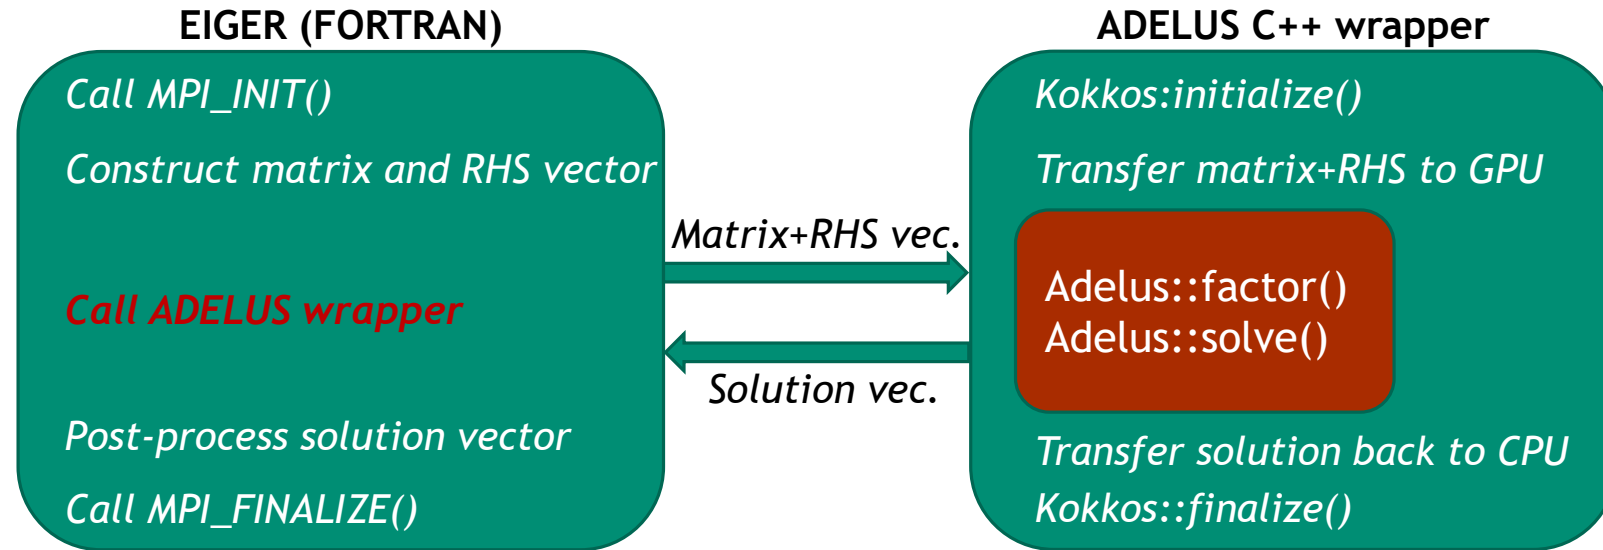 EIGER (FORTRAN)
Call MPI_INIT()
Construct matrix and RHS vector
Call ADELUS wrapper
Post-process solution vector
Call MPI_FINALIZE()
Matrix+RHS vec.
Solution vec.
ADELUS C++ wrapper
Kokkos:initialize()
Transfer matrix+RHS to GPU
Adelus::factor()
Adelus::solve()
Transfer solution back to CPU
Kokkos::finalize()